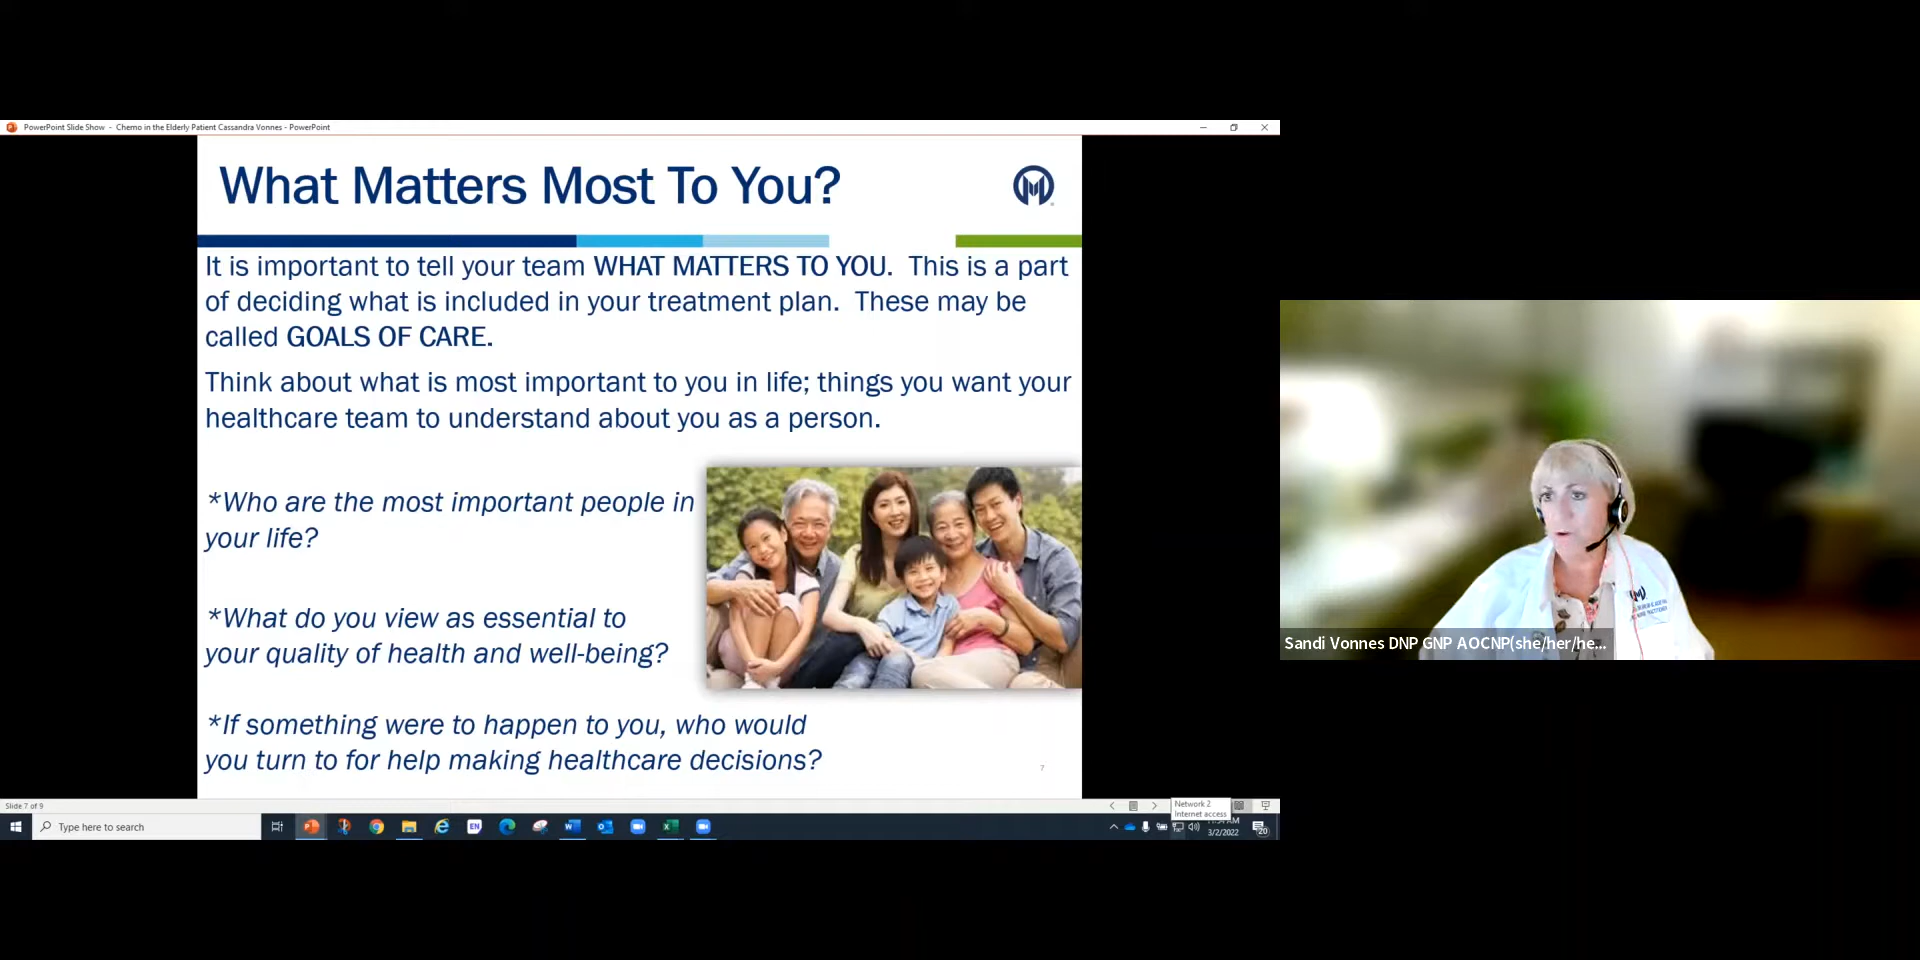 PowerPoint Slide Show - Chemo in the Elderly Patient Cassandra Vonnes - PowerPoint
What Matters Most To You?
It is important to tell your team WHAT MATTERS TO YOU. This is a part
of deciding what is included in your treatment plan. These may be
called GOALS OF CARE.
Think about what is most important to you in life; things you want your
healthcare team to understand about you as a person.
*Who are the most important people in
your life?
*What do you view as essential to
your quality of health and well-being?
*If something were to happen to you, who would
you turn to for help making healthcare decisions?
7
Sandi Vonnes DNP GNP AOCNP(she/her/he...
Slide 7 of 9
Network 2
Internet access
Type here to search
EN
3/2/2022
20